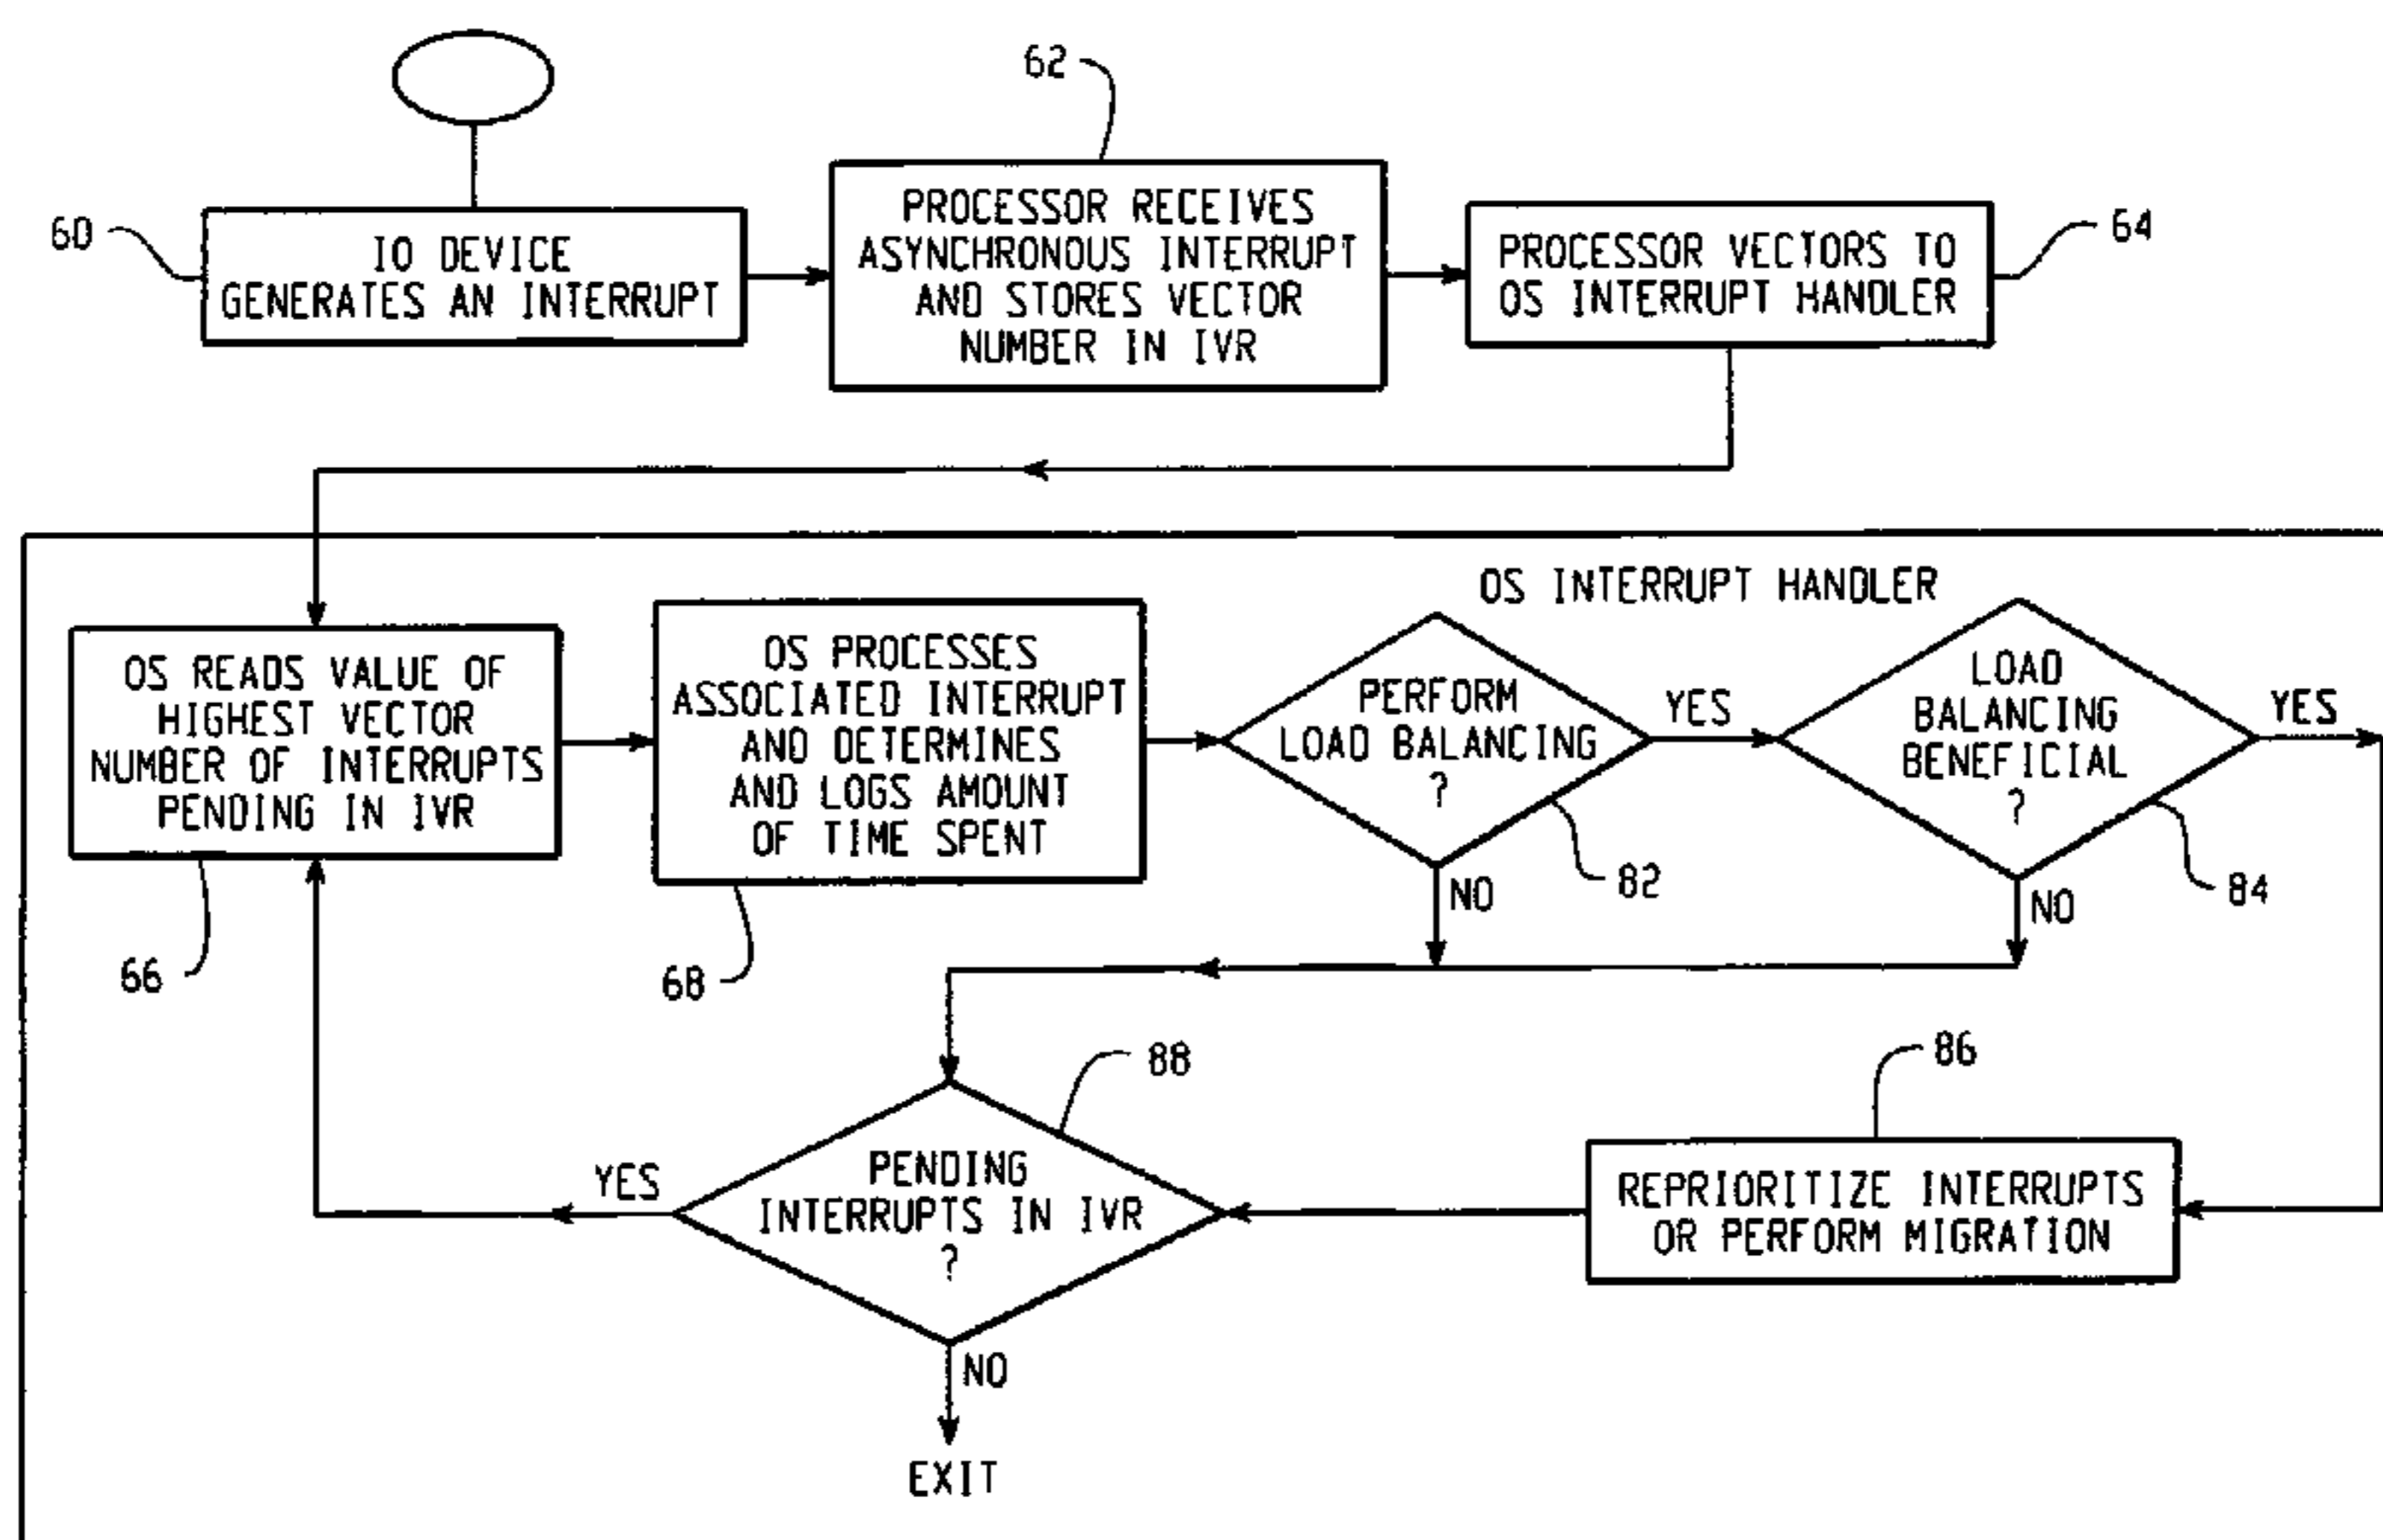 60
IO DEVICE
GENERATES AN INTERRUPT
62
PROCESSOR RECEIVES
ASYNCHRONOUS INTERRUPT
AND STORES VECTOR
NUMBER IN IVR
PROCESSOR VECTORS TO
OS INTERRUPT HANDLER
64
OS INTERRUPT HANDLER
OS READS VALUE OF
HIGHEST VECTOR
NUMBER OF INTERRUPTS
PENDING IN IVR
66
OS PROCESSES
ASSOCIATED INTERRUPT
AND DETERMINES
AND LOGS AMOUNT
OF TIME SPENT
68
PERFORM
LOAD BALANCING
?
YES
82
NO
LOAD
BALANCING
BENEFICIAL
?
YES
84
NO
86
REPRIORITIZE INTERRUPTS
OR PERFORM MIGRATION
88
PENDING
INTERRUPTS IN IVR
?
YES
NO
EXIT